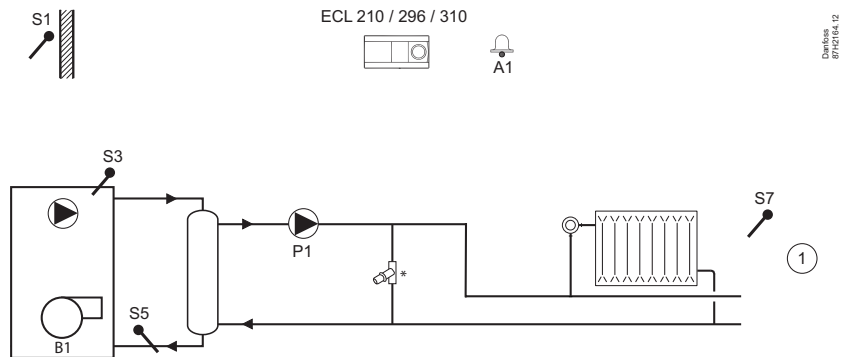 S1
ECL 210 / 296 / 310
A1
Danfoss
87H2164.12
S3
S7
P1
*
1
S5
B1